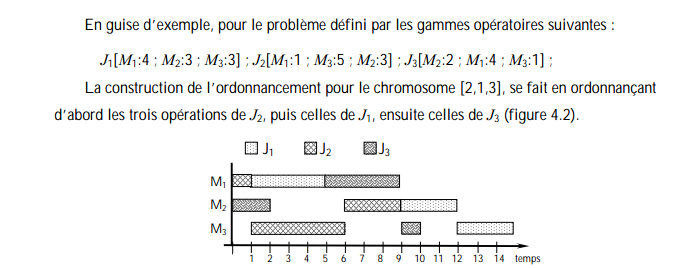 En guise d'exemple, pour le problème défini par les gammes opératoires suivantes :
J₁[M₁:4 ; M₂:3 ; M₃:3] ; J₂[M₁:1 ; M₃:5 ; M₂:3] ; J₃[M₂:2 ; M₁:4 ; M₃:1] ;
La construction de l'ordonnancement pour le chromosome [2,1,3], se fait en ordonnançant
d'abord les trois opérations de J₂, puis celles de J₁, ensuite celles de J₃ (figure 4.2).
J₁ J₂ J₃
M₁
M₂
M₃
1 2 3 4 5 6 7 8 9 10 11 12 13 14 temps